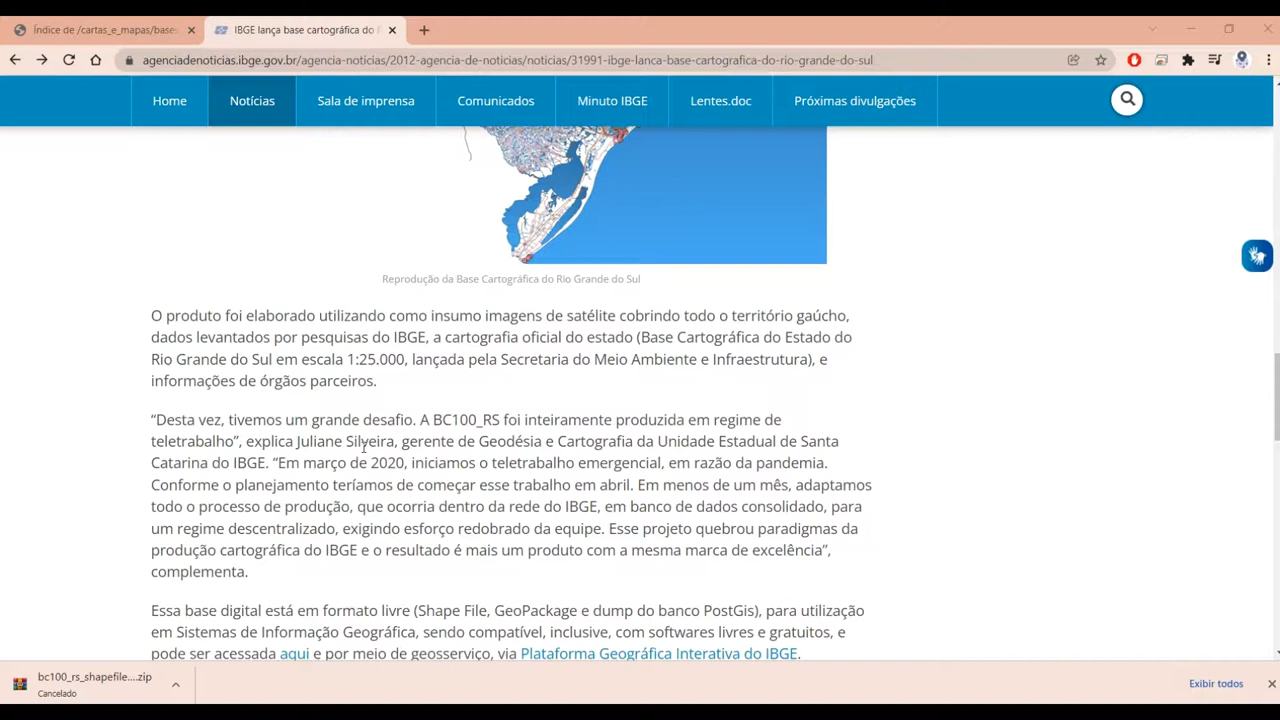 Índice de /cartas_e_mapas/bases
IBGE lança base cartográfica do R
agenciadenoticias.ibge.gov.br/agencia-noticias/2012-agencia-de-noticias/noticias/31991-ibge-lanca-base-cartografica-do-rio-grande-do-sul
Home Notícias Sala de imprensa Comunicados Minuto IBGE Lentes.doc Próximas divulgações
Reprodução da Base Cartográfica do Rio Grande do Sul
O produto foi elaborado utilizando como insumo imagens de satélite cobrindo todo o território gaúcho,
dados levantados por pesquisas do IBGE, a cartografia oficial do estado (Base Cartográfica do Estado do
Rio Grande do Sul em escala 1:25.000, lançada pela Secretaria do Meio Ambiente e Infraestrutura), e
informações de órgãos parceiros.
“Desta vez, tivemos um grande desafio. A BC100_RS foi inteiramente produzida em regime de
teletrabalho”, explica Juliane Silveira, gerente de Geodésia e Cartografia da Unidade Estadual de Santa
Catarina do IBGE. “Em março de 2020, iniciamos o teletrabalho emergencial, em razão da pandemia.
Conforme o planejamento teríamos de começar esse trabalho em abril. Em menos de um mês, adaptamos
todo o processo de produção, que ocorria dentro da rede do IBGE, em banco de dados consolidado, para
um regime descentralizado, exigindo esforço redobrado da equipe. Esse projeto quebrou paradigmas da
produção cartográfica do IBGE e o resultado é mais um produto com a mesma marca de excelência”,
complementa.
Essa base digital está em formato livre (Shape File, GeoPackage e dump do banco PostGis), para utilização
em Sistemas de Informação Geográfica, sendo compatível, inclusive, com softwares livres e gratuitos, e
pode ser acessada aqui e por meio de geosserviço, via Plataforma Geográfica Interativa do IBGE.
bc100_rs_shapefile....zip
Cancelado
Exibir todos